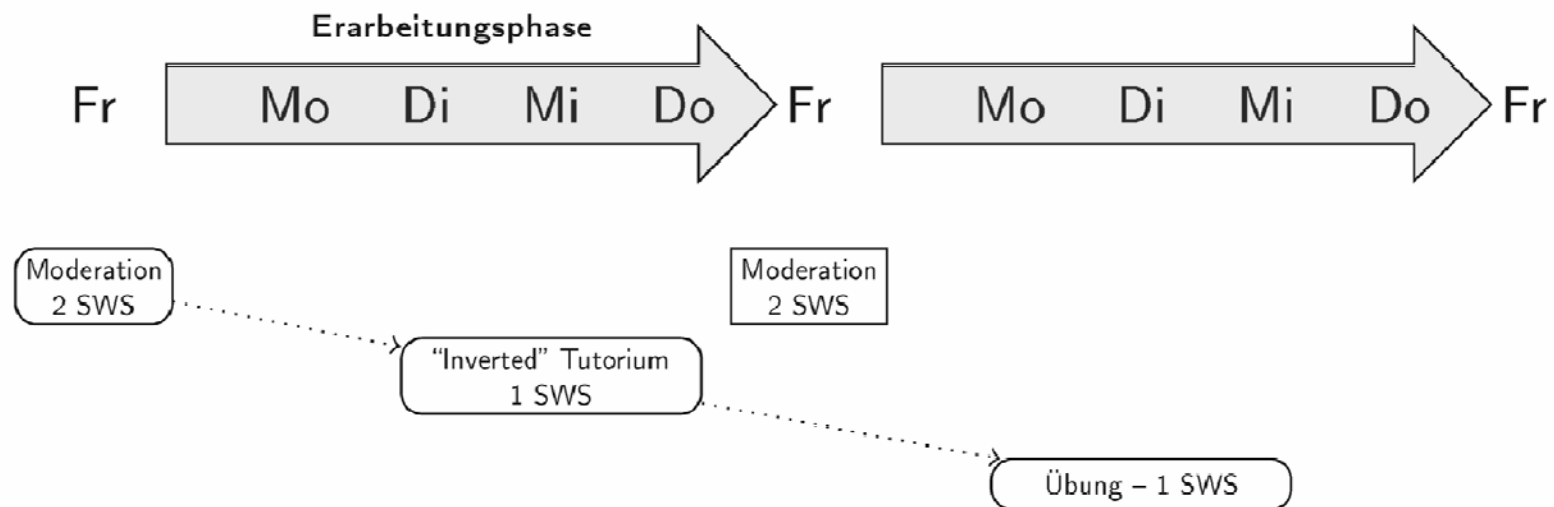 Erarbeitungsphase
Fr Mo Di Mi Do Fr Mo Di Mi Do Fr
Moderation
2 SWS
Moderation
2 SWS
“Inverted” Tutorium
1 SWS
Übung – 1 SWS